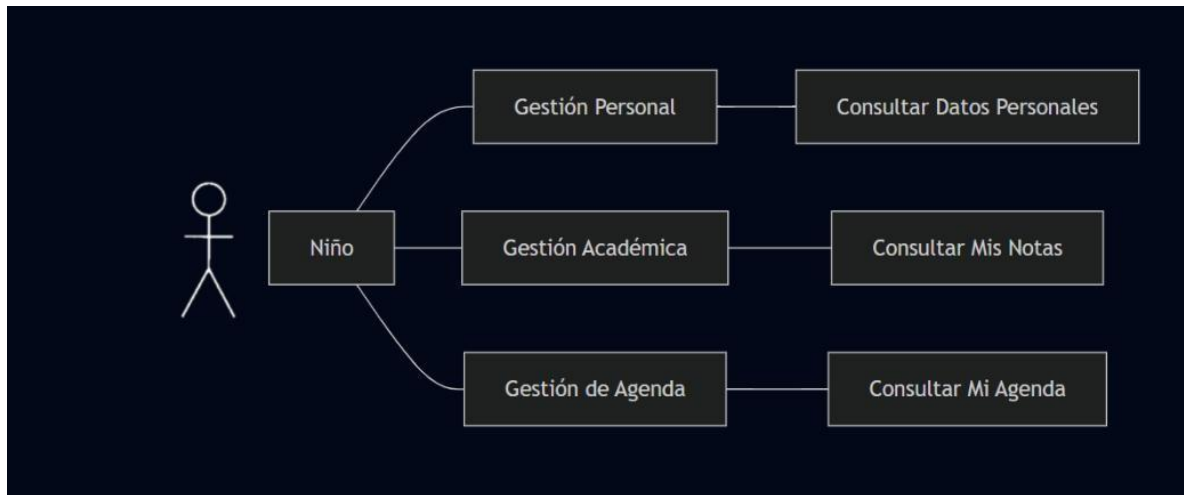 Gestión Personal
Consultar Datos Personales
Niño
Gestión Académica
Consultar Mis Notas
Gestión de Agenda
Consultar Mi Agenda